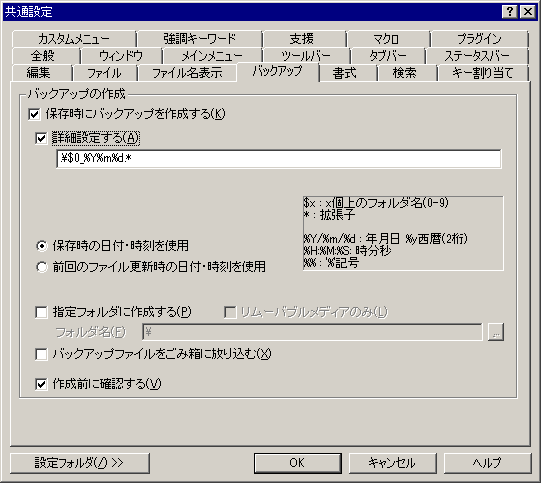 共通設定
カスタムメニュー 強調キーワード 支援 マクロ プラグイン
全般 ウィンドウ メインメニュー ツールバー タブバー ステータスバー
編集 ファイル ファイル名表示 バックアップ 書式 検索 キー割り当て
バックアップの作成
保存時にバックアップを作成する(K)
詳細設定する(A)
.\$0_%Y%m%d.*
$x : x個上のフォルダ名(0-9)
* : 拡張子
%Y/%m/%d : 年月日 %y西暦(2桁)
%H:%M:%S: 時分秒
%% : '%'記号
保存時の日付・時刻を使用
前回のファイル更新時の日付・時刻を使用
指定フォルダに作成する(P) リムーバブルメディアのみ(L)
フォルダ名(F) \ ...
バックアップファイルをごみ箱に放り込む(X)
作成前に確認する(V)
設定フォルダ(/) >> OK キャンセル ヘルプ